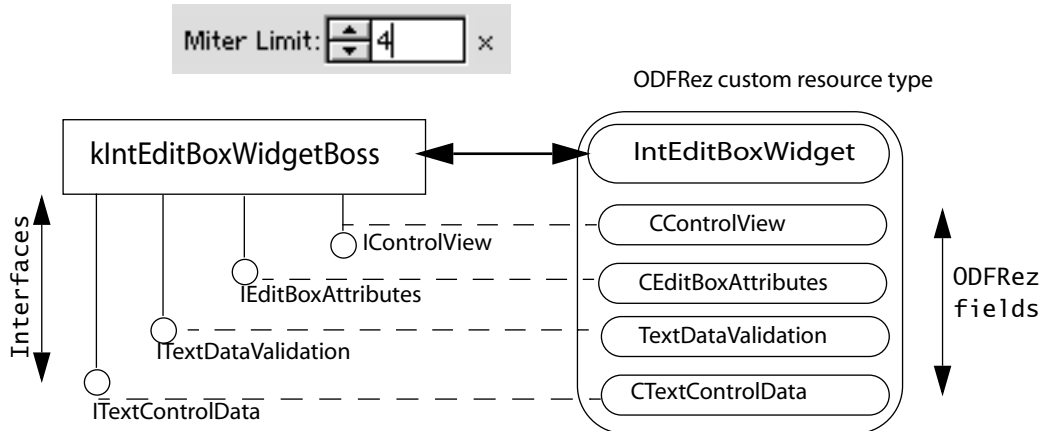 Miter Limit: 4 ×
ODFRez custom resource type
kIntEditBoxWidgetBoss
IntEditBoxWidget
Interfaces
IControlView
CControlView
IEditBoxAttributes
CEditBoxAttributes
ODFRez
fields
ITextDataValidation
TextDataValidation
ITextControlData
CTextControlData